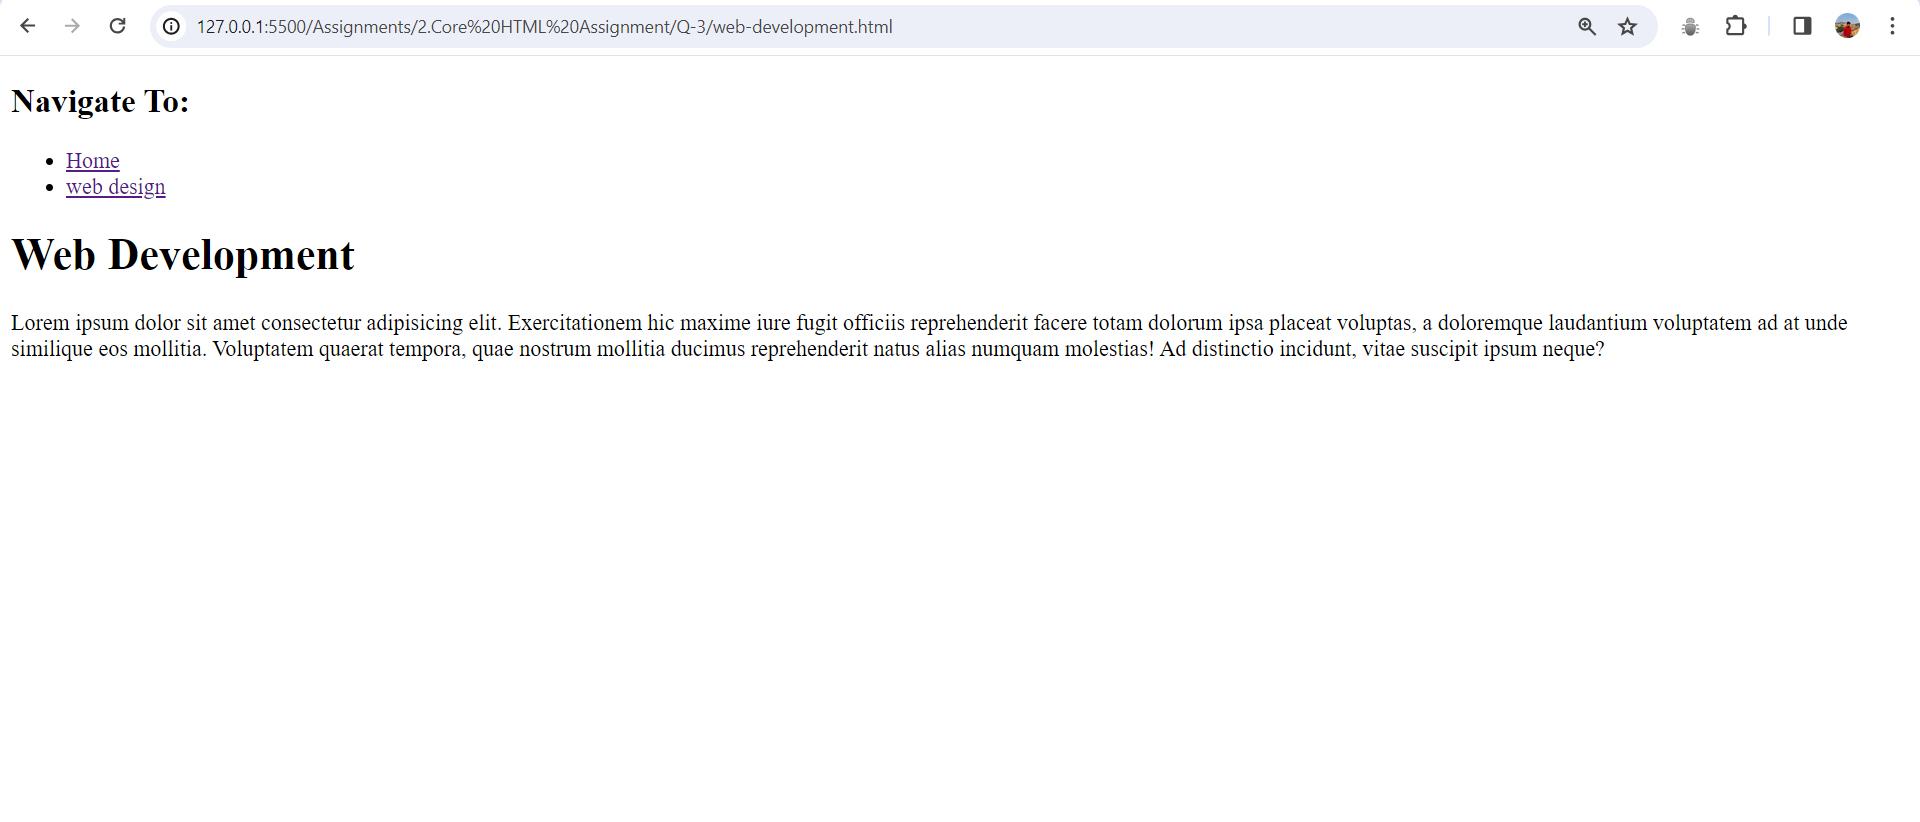 127.0.0.1:5500/Assignments/2.Core%20HTML%20Assignment/Q-3/web-development.html
Navigate To:
Home
web design
Web Development
Lorem ipsum dolor sit amet consectetur adipisicing elit. Exercitationem hic maxime iure fugit officiis reprehenderit facere totam dolorum ipsa placeat voluptas, a doloremque laudantium voluptatem ad at unde
similique eos mollitia. Voluptatem quaerat tempora, quae nostrum mollitia ducimus reprehenderit natus alias numquam molestias! Ad distinctio incidunt, vitae suscipit ipsum neque?